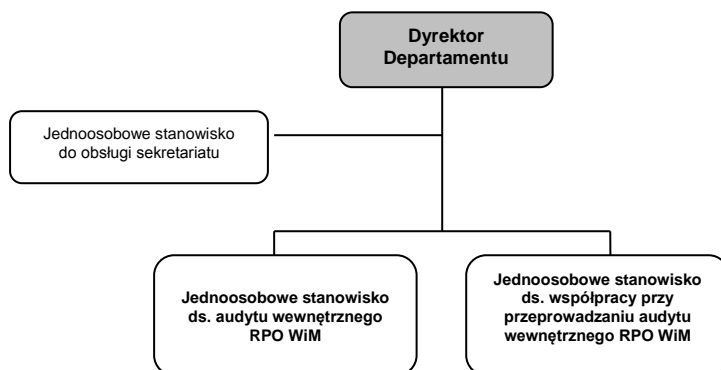 Dyrektor
Departamentu
Jednoosobowe stanowisko
do obsługi sekretariatu
Jednoosobowe stanowisko
ds. audytu wewnętrznego
RPO WiM
Jednoosobowe stanowisko
ds. współpracy przy
przeprowadzaniu audytu
wewnętrznego RPO WiM